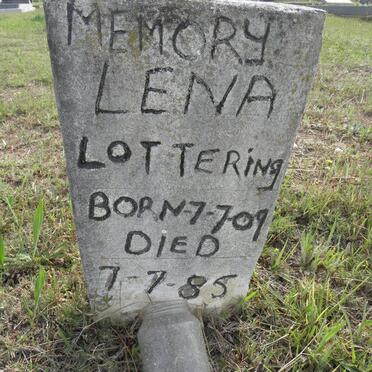 MEMORY
LENA
LOTTERING
BORN-7-7-09
DIED
7-7-85